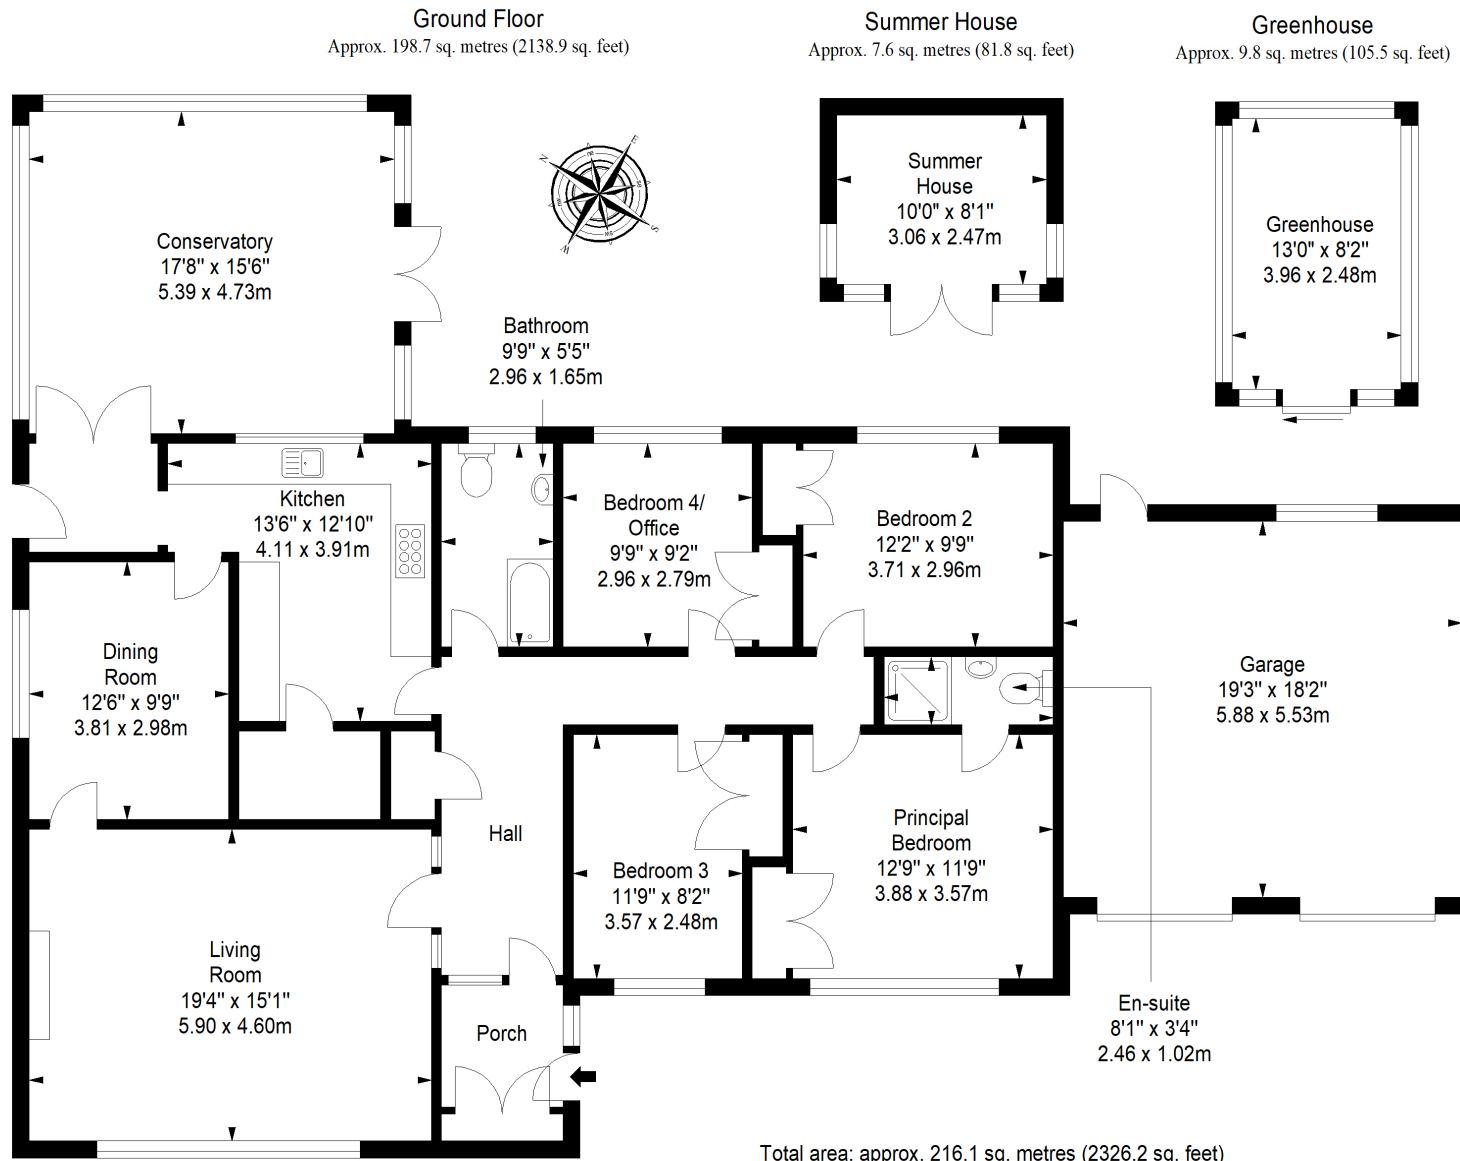 Ground Floor
Approx. 198.7 sq. metres (2138.9 sq. feet)
Summer House
Approx. 7.6 sq. metres (81.8 sq. feet)
Greenhouse
Approx. 9.8 sq. metres (105.5 sq. feet)
N
E
S
W
ne
se
sw
nw
Conservatory
17'8" x 15'6"
5.39 x 4.73m
Summer
House
10'0" x 8'1"
3.06 x 2.47m
Greenhouse
13'0" x 8'2"
3.96 x 2.48m
Bathroom
9'9" x 5'5"
2.96 x 1.65m
Kitchen
13'6" x 12'10"
4.11 x 3.91m
Bedroom 4/
Office
9'9" x 9'2"
2.96 x 2.79m
Bedroom 2
12'2" x 9'9"
3.71 x 2.96m
Dining
Room
12'6" x 9'9"
3.81 x 2.98m
Garage
19'3" x 18'2"
5.88 x 5.53m
Hall
Bedroom 3
11'9" x 8'2"
3.57 x 2.48m
Principal
Bedroom
12'9" x 11'9"
3.88 x 3.57m
Living
Room
19'4" x 15'1"
5.90 x 4.60m
Porch
En-suite
8'1" x 3'4"
2.46 x 1.02m
Total area: approx. 216.1 sq. metres (2326.2 sq. feet)